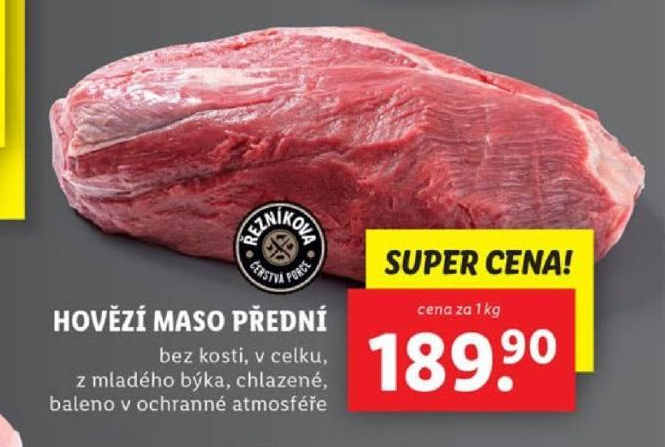 ŘEZNÍKOVA
ČERSTVÁ PORCE
SUPER CENA!
HOVĚZÍ MASO PŘEDNÍ
bez kosti, v celku,
z mladého býka, chlazené,
baleno v ochranné atmosféře
cena za 1 kg
189.90